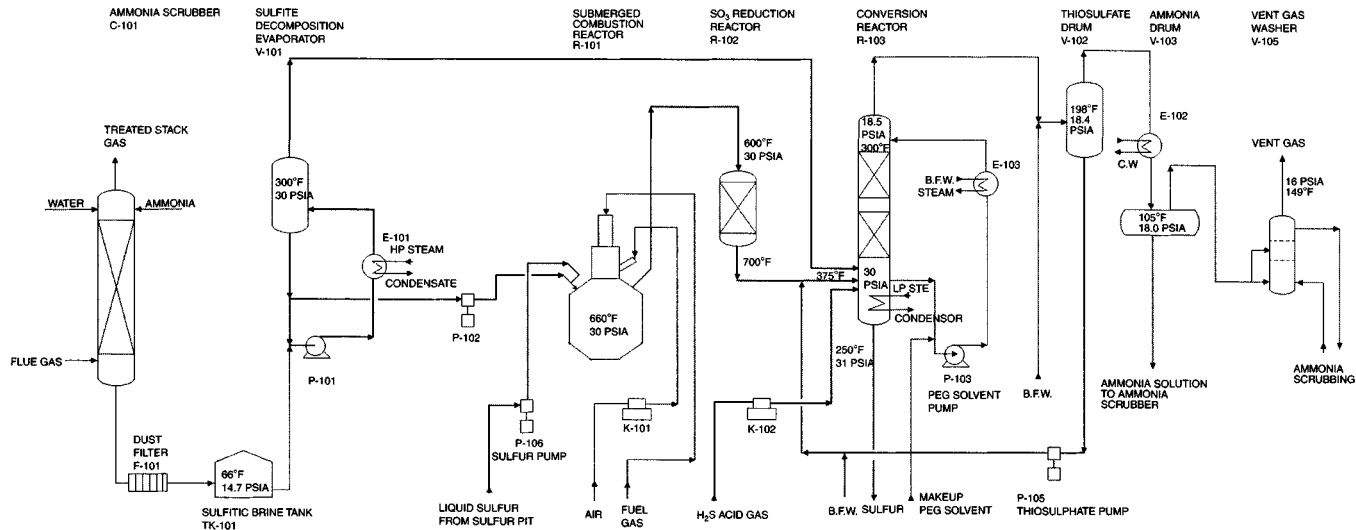 AMMONIA SCRUBBER
C-101
SULFITE
DECOMPOSITION
EVAPORATOR
V-101
SUBMERGED
COMBUSTION
REACTOR
R-101
SO3 REDUCTION
REACTOR
R-102
CONVERSION
REACTOR
R-103
THIOSULFATE
DRUM
V-102
AMMONIA
DRUM
V-103
VENT GAS
WASHER
V-105
TREATED STACK
GAS
WATER
AMMONIA
FLUE GAS
DUST
FILTER
F-101
66°F
14.7 PSIA
SULFITIC BRINE TANK
TK-101
300°F
30 PSIA
E-101
HP STEAM
CONDENSATE
P-101
P-102
660°F
30 PSIA
P-106
SULFUR PUMP
LIQUID SULFUR
FROM SULFUR PIT
AIR
FUEL
GAS
K-101
600°F
30 PSIA
700°F
375°F
K-102
H2S ACID GAS
250°F
31 PSIA
18.5
PSIA
300°F
30
PSIA
LP STE
CONDENSOR
B.F.W.
STEAM
E-103
P-103
PEG SOLVENT
PUMP
B.F.W.
SULFUR
MAKEUP
PEG SOLVENT
B.F.W.
198°F
18.4
PSIA
E-102
C.W
105°F
18.0 PSIA
AMMONIA SOLUTION
TO AMMONIA
SCRUBBER
P-105
THIOSULPHATE PUMP
VENT GAS
16 PSIA
149°F
AMMONIA
SCRUBBING